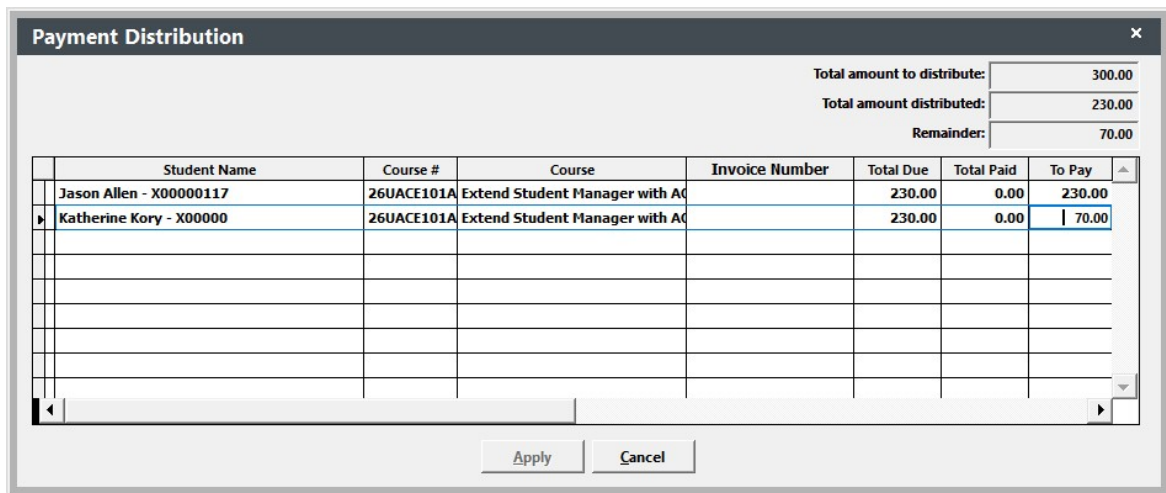 Payment Distribution
Total amount to distribute: 300.00
Total amount distributed: 230.00
Remainder: 70.00
Student Name Course # Course Invoice Number Total Due Total Paid To Pay
Jason Allen - X00000117 26UACE101A Extend Student Manager with AC 230.00 0.00 230.00
Katherine Kory - X00000 26UACE101A Extend Student Manager with AC 230.00 0.00 70.00
Apply Cancel